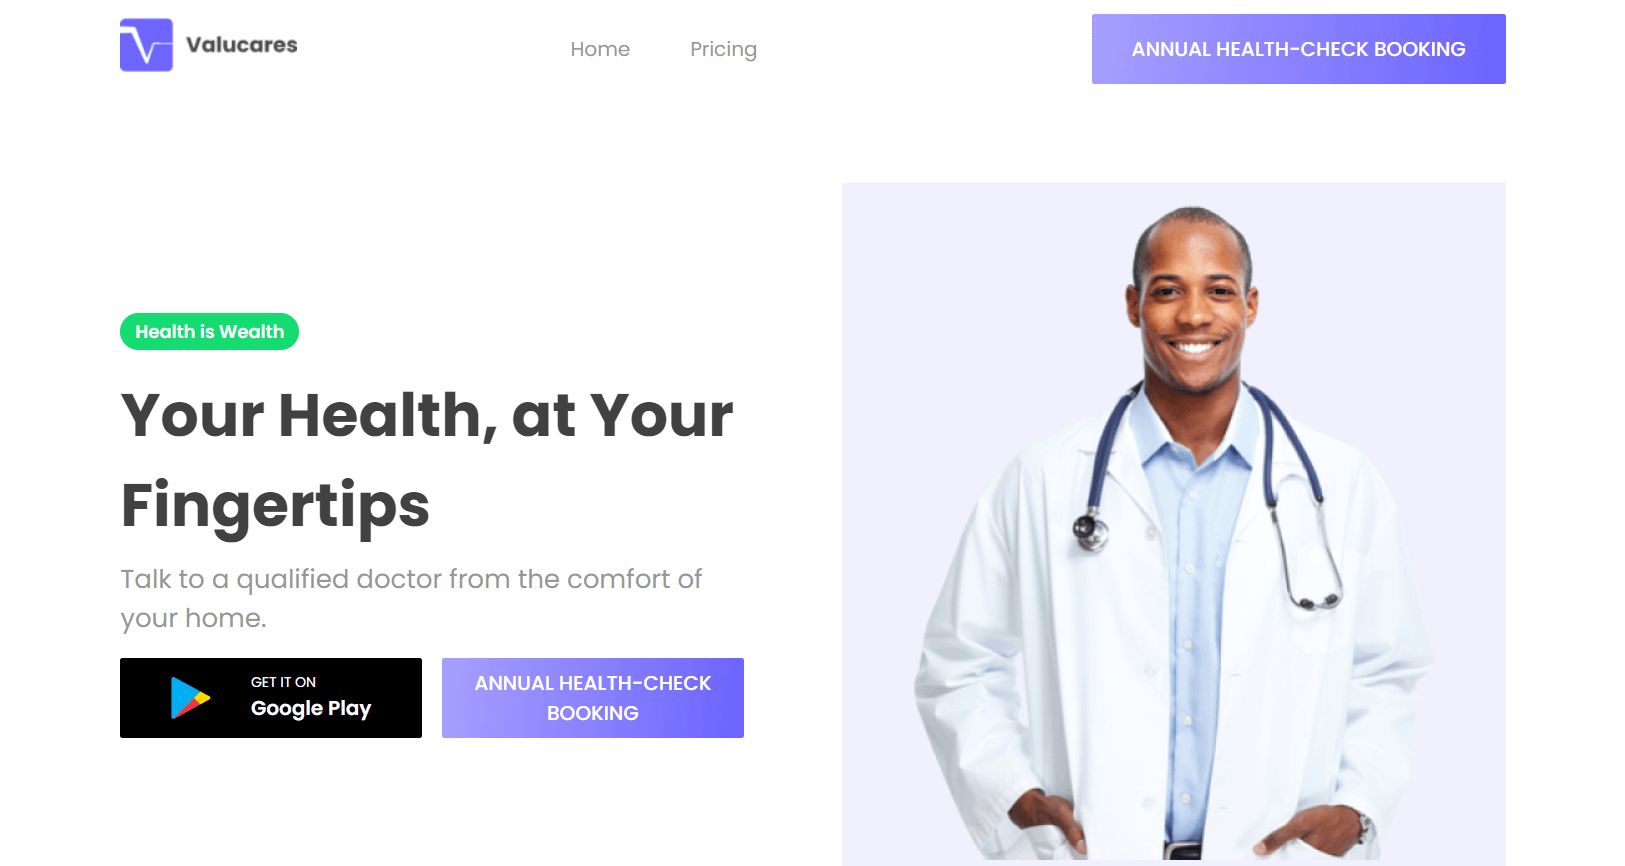 Valucares
Home
Pricing
ANNUAL HEALTH-CHECK BOOKING
Health is Wealth
Your Health, at Your
Fingertips
Talk to a qualified doctor from the comfort of
your home.
GET IT ON
Google Play
ANNUAL HEALTH-CHECK
BOOKING